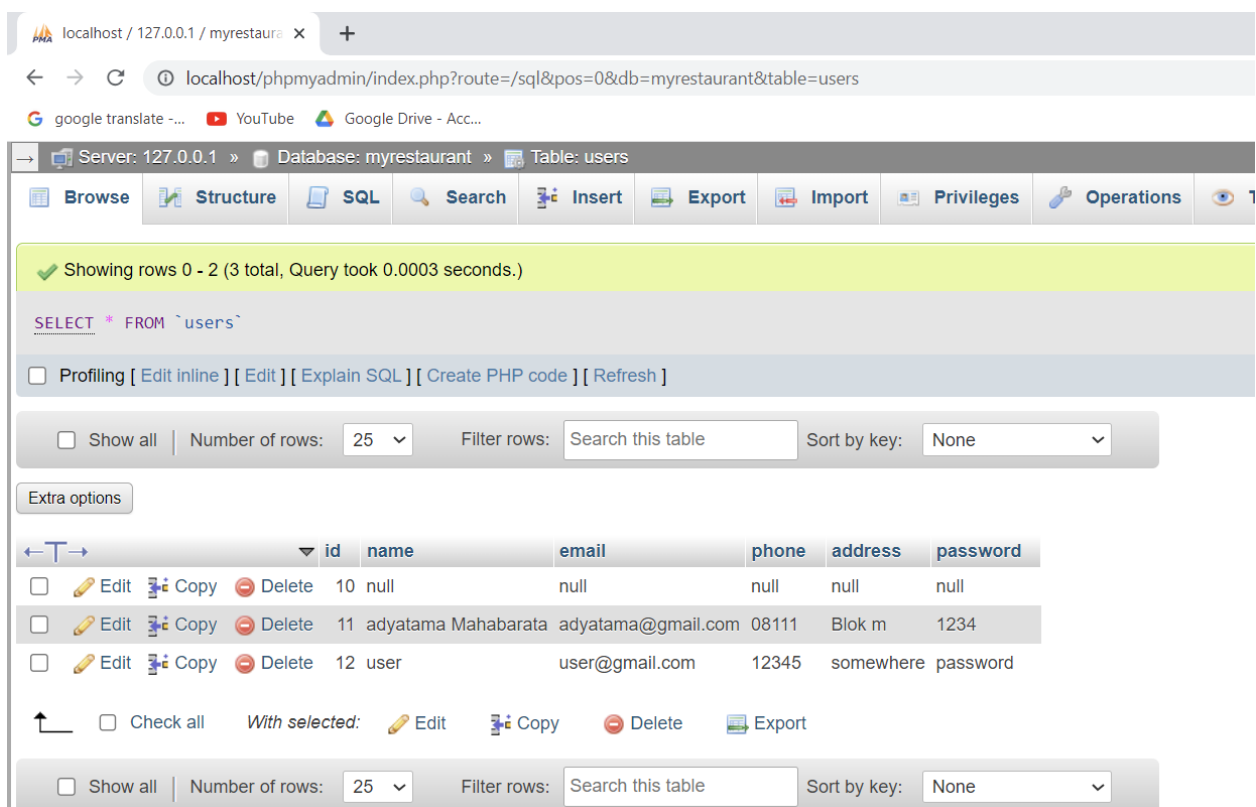 PMA localhost / 127.0.0.1 / myrestaura
localhost/phpmyadmin/index.php?route=/sql&pos=0&db=myrestaurant&table=users
google translate -... YouTube Google Drive - Acc...
Server: 127.0.0.1 » Database: myrestaurant » Table: users
Browse Structure SQL Search Insert Export Import Privileges Operations T
Showing rows 0 - 2 (3 total, Query took 0.0003 seconds.)
SELECT * FROM `users`
Profiling [ Edit inline ] [ Edit ] [ Explain SQL ] [ Create PHP code ] [ Refresh ]
Show all | Number of rows: 25 Filter rows: Search this table Sort by key: None
Extra options
←T→ id name email phone address password
Edit Copy Delete 10 null null null null null
Edit Copy Delete 11 adyatama Mahabarata adyatama@gmail.com 08111 Blok m 1234
Edit Copy Delete 12 user user@gmail.com 12345 somewhere password
Check all With selected: Edit Copy Delete Export
Show all | Number of rows: 25 Filter rows: Search this table Sort by key: None